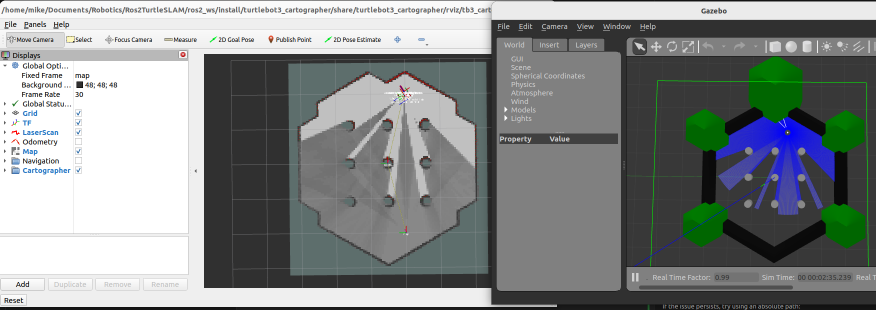 /home/mike/Documents/Robotics/Ros2TurtleSLAM/ros2_ws/install/turtlebot3_cartographer/share/turtlebot3_cartographer/rviz/tb3_cart
File Panels Help
Move Camera Select Focus Camera Measure 2D Goal Pose Publish Point 2D Pose Estimate
Displays
Global Opti...
Fixed Frame map
Background ... 48; 48; 48
Frame Rate 30
Global Statu...
Grid
TF
LaserScan
Odometry
Map
Navigation
Cartographer
Add Duplicate Remove Rename
Reset
Gazebo
File Edit Camera View Window Help
World Insert Layers
GUI
Scene
Spherical Coordinates
Physics
Atmosphere
Wind
Models
Lights
Property Value
Real Time Factor: 0.99 Sim Time: 00 00:02:35.239 Real T
If the issue persists, try using an absolute path: